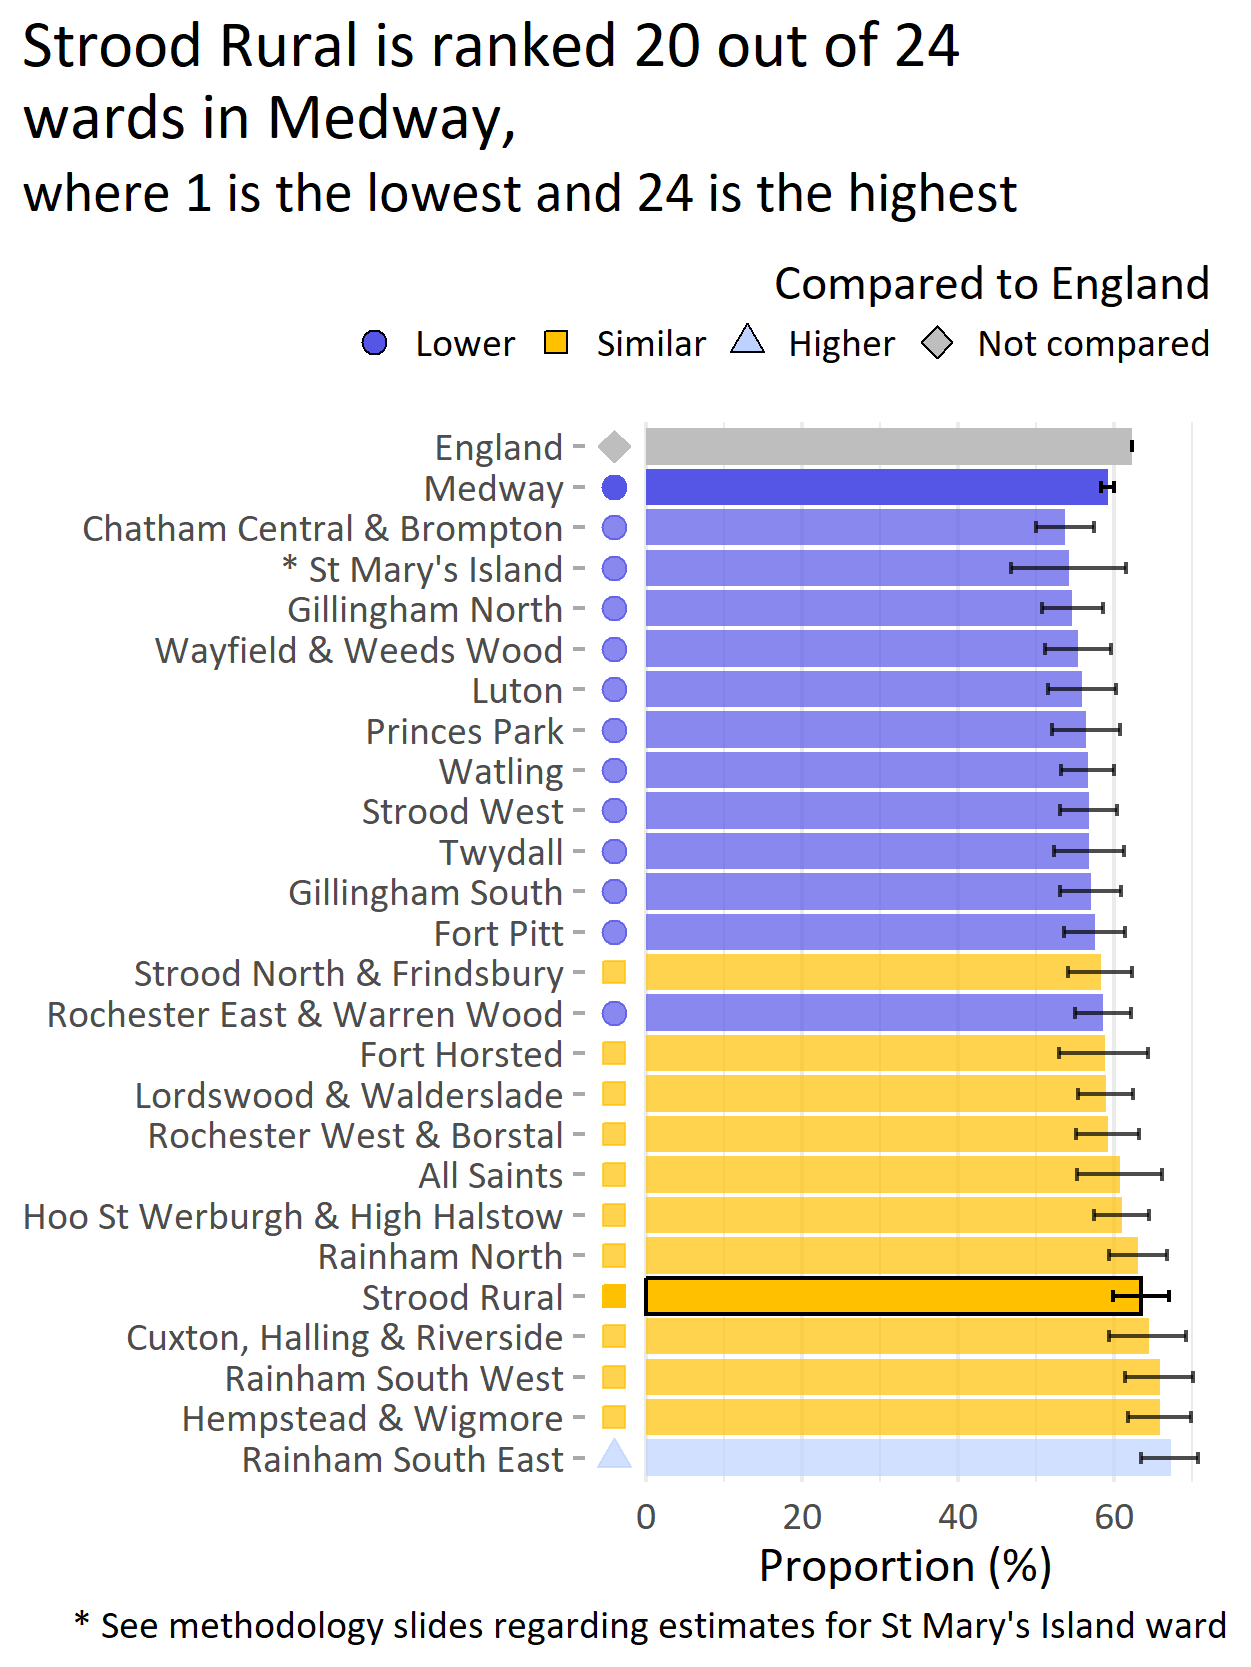 Strood Rural is ranked 20 out of 24
wards in Medway,
where 1 is the lowest and 24 is the highest
Compared to England
Lower Similar Higher Not compared
England
Medway
Chatham Central & Brompton
* St Mary's Island
Gillingham North
Wayfield & Weeds Wood
Luton
Princes Park
Watling
Strood West
Twydall
Gillingham South
Fort Pitt
Strood North & Frindsbury
Rochester East & Warren Wood
Fort Horsted
Lordswood & Walderslade
Rochester West & Borstal
All Saints
Hoo St Werburgh & High Halstow
Rainham North
Strood Rural
Cuxton, Halling & Riverside
Rainham South West
Hempstead & Wigmore
Rainham South East
0 20 40 60
Proportion (%)
* See methodology slides regarding estimates for St Mary's Island ward